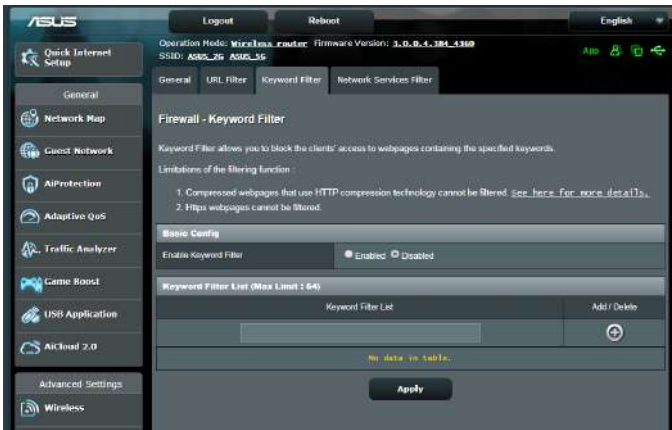 ASUS
Logout
Reboot
English
Quick Internet
Setup
Operation Mode: Wireless router Firmware Version: 3.0.0.4.384_4360
SSID: ASUS_2G ASUS_5G
App
General
URL Filter
Keyword Filter
Network Services Filter
General
Network Map
Guest Network
AiProtection
Adaptive QoS
Traffic Analyzer
Game Boost
USB Application
AiCloud 2.0
Advanced Settings
Wireless
Firewall - Keyword Filter
Keyword Filter allows you to block the clients' access to webpages containing the specified keywords.
Limitations of the filtering function :
1. Compressed webpages that use HTTP compression technology cannot be filtered. See here for more details.
2. Https webpages cannot be filtered.
Basic Config
Enable Keyword Filter
Enabled
Disabled
Keyword Filter List (Max Limit : 64)
Keyword Filter List
Add / Delete
No data in table.
Apply